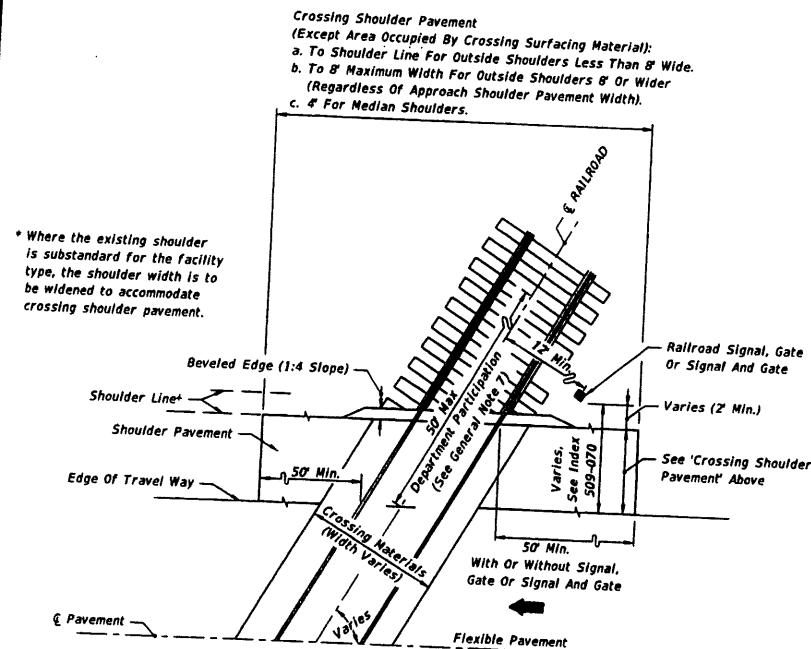 Crossing Shoulder Pavement
(Except Area Occupied By Crossing Surfacing Material):
a. To Shoulder Line For Outside Shoulders Less Than 8' Wide.
b. To 8' Maximum Width For Outside Shoulders 8' Or Wider
(Regardless Of Approach Shoulder Pavement Width).
c. 4' For Median Shoulders.
℄ RAILROAD
* Where the existing shoulder
is substandard for the facility
type, the shoulder width is to
be widened to accommodate
crossing shoulder pavement.
12' Min.
Railroad Signal, Gate
Or Signal And Gate
Beveled Edge (1:4 Slope)
Shoulder Line*
Varies (2' Min.)
50' Max
Department Participation
(See General Note 7)
Shoulder Pavement
Varies,
See Index
509-070
See 'Crossing Shoulder
Pavement' Above
50' Min.
Edge Of Travel Way
Crossing Materials
(Width Varies)
50' Min.
With Or Without Signal,
Gate Or Signal And Gate
℄ Pavement
Varies
Flexible Pavement